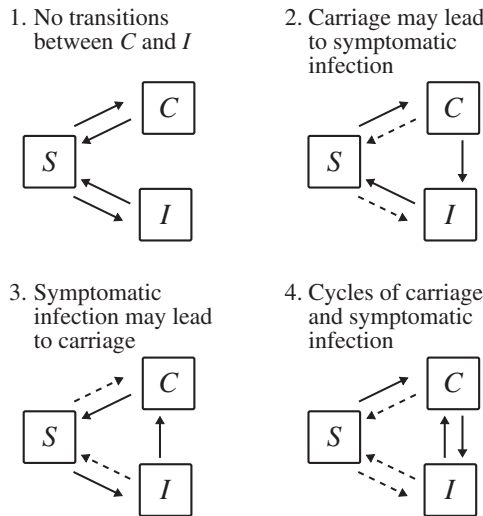 1. No transitions
between C and I
C
S
I
2. Carriage may lead
to symptomatic
infection
C
S
I
3. Symptomatic
infection may lead
to carriage
C
S
I
4. Cycles of carriage
and symptomatic
infection
C
S
I